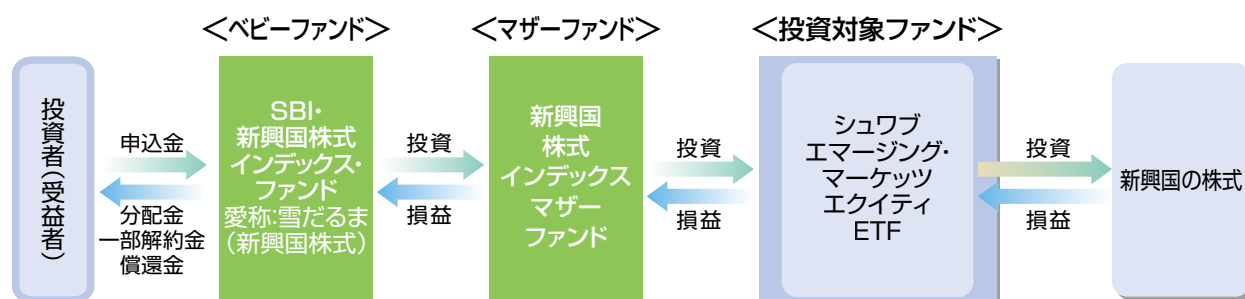 <ベビーファンド>
<マザーファンド>
<投資対象ファンド>
投資者(受益者)
申込金
分配金
一部解約金
償還金
SBI・
新興国株式
インデックス・
ファンド
愛称:雪だるま
(新興国株式)
投資
損益
新興国
株式
インデックス
マザー
ファンド
投資
損益
シュワブ
エマージング・
マーケッツ
エクイティ
ETF
投資
損益
新興国の株式